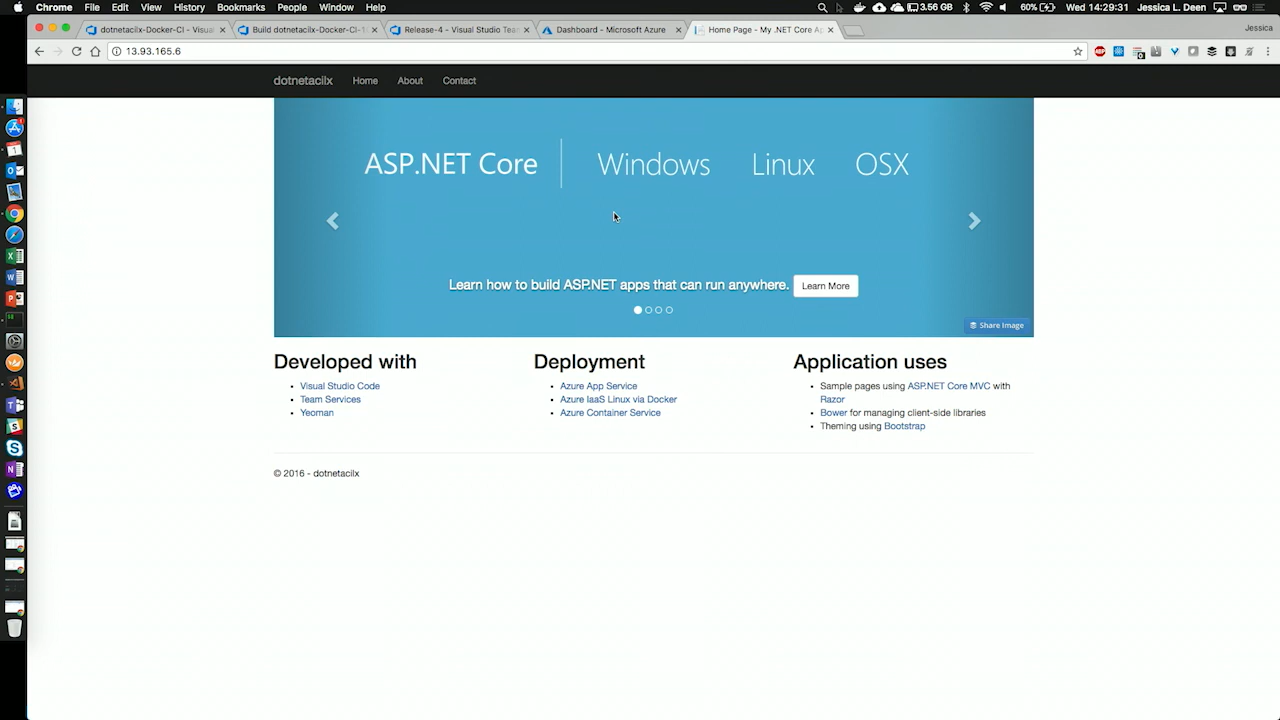 Chrome File Edit View History Bookmarks People Window Help 3.56 GB 60% Wed 14:29:31 Jessica L. Deen
dotnetacilx-Docker-CI - Visual Build dotnetacilx-Docker-CI-1 Release-4 - Visual Studio Team Dashboard - Microsoft Azure Home Page - My .NET Core Ap Jessica
13.93.165.6
dotnetacilx Home About Contact
ASP.NET Core Windows Linux OSX
Learn how to build ASP.NET apps that can run anywhere. Learn More
Share Image
Developed with
Visual Studio Code
Team Services
Yeoman
Deployment
Azure App Service
Azure IaaS Linux via Docker
Azure Container Service
Application uses
Sample pages using ASP.NET Core MVC with
Razor
Bower for managing client-side libraries
Theming using Bootstrap
© 2016 - dotnetacilx